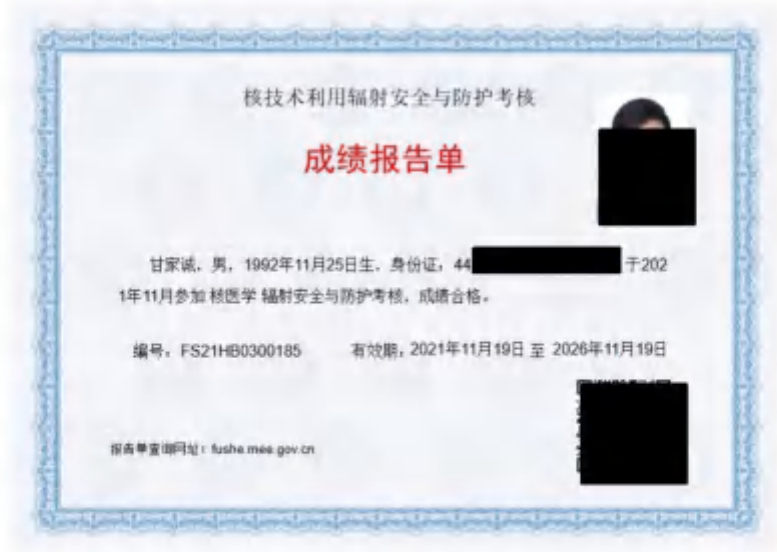 核技术利用辐射安全与防护考核
成绩报告单
甘家诚，男，1992年11月25日生，身份证：44 于202
1年11月参加 核医学 辐射安全与防护考核，成绩合格。
编号：FS21HB0300185 有效期：2021年11月19日 至 2026年11月19日
报告单查询网址：fushe.mee.gov.cn